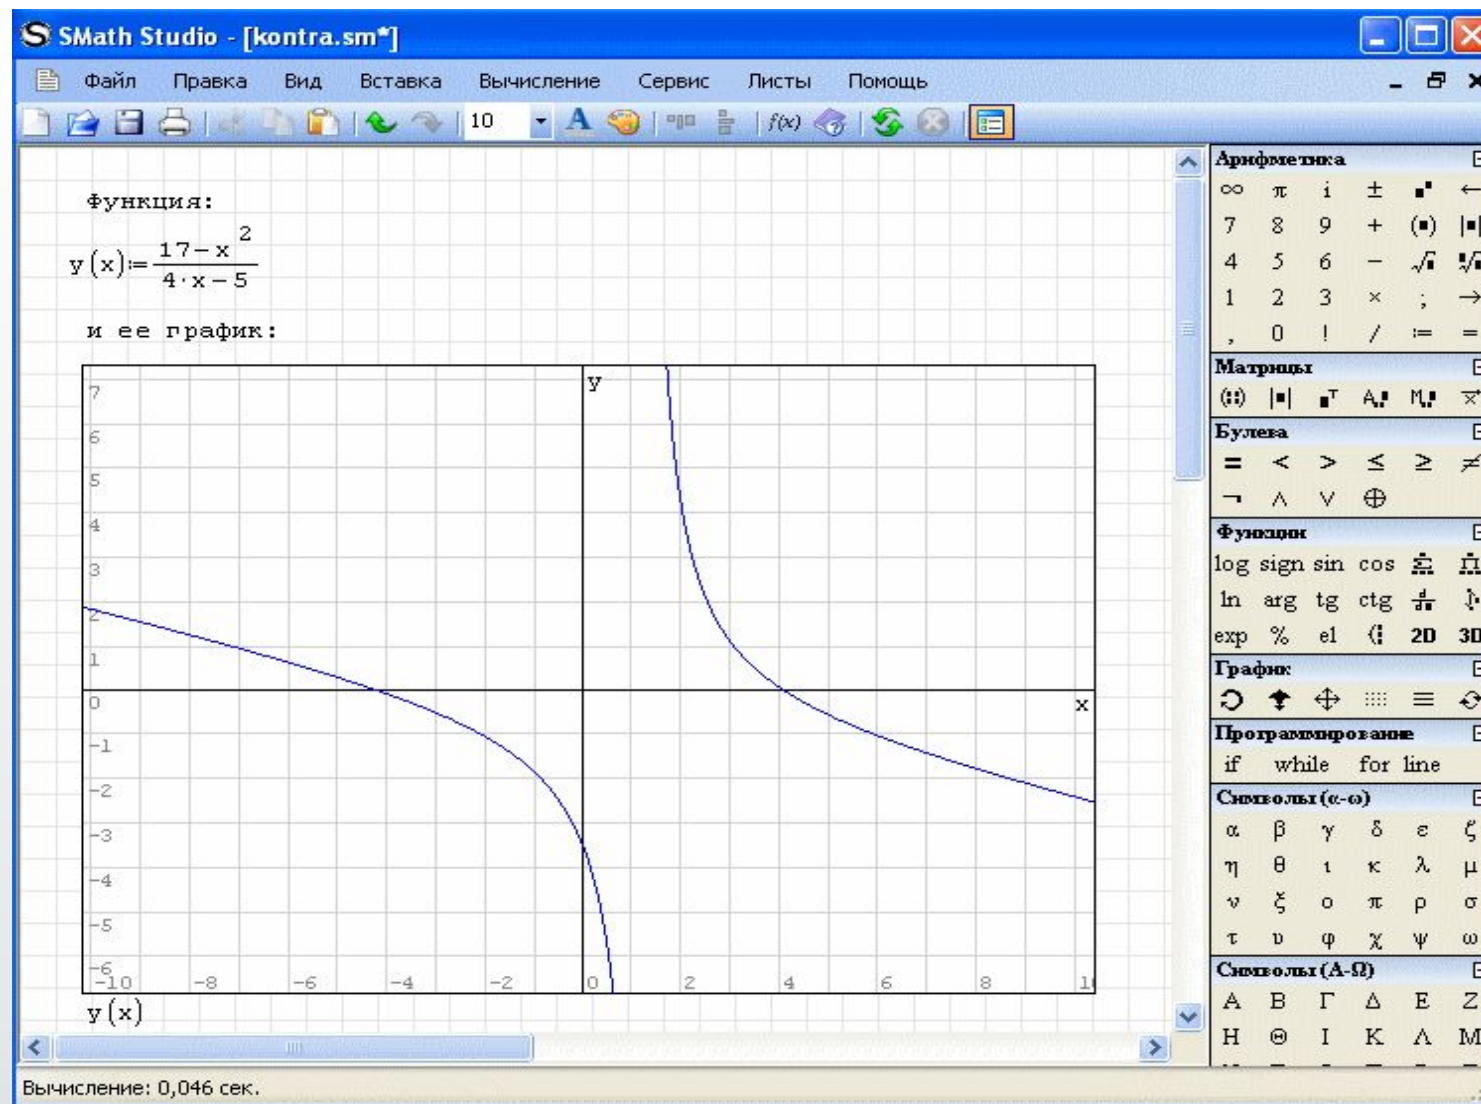 SMath Studio - [kontra.sm*]
Файл Правка Вид Вставка Вычисление Сервис Листы Помощь
10 A f(x)
Функция:
y(x):=(17-x^2)/(4·x-5)
и ее график:
y
7
6
5
4
3
2
1
0
x
-1
-2
-3
-4
-5
-6
-10 -8 -6 -4 -2 0 2 4 6 8
y(x)
Арифметика
∞ π i ± ←
7 8 9 + (■) |■|
4 5 6 − √■
1 2 3 × ; →
, 0 ! / := =
Матрицы
|■| ■ᵀ A M
Булева
= < > ≤ ≥ ≠
¬ ∧ ∨ ⊕
Функции
log sign sin cos Σ Π
ln arg tg ctg d/d■
exp % el 2D 3D
График
Программирование
if while for line
Символы (α-ω)
α β γ δ ε ζ
η θ ι κ λ μ
ν ξ ο π ρ σ
τ υ φ χ ψ ω
Символы (Α-Ω)
Α Β Γ Δ Ε Ζ
Η Θ Ι Κ Λ Μ
Вычисление: 0,046 сек.